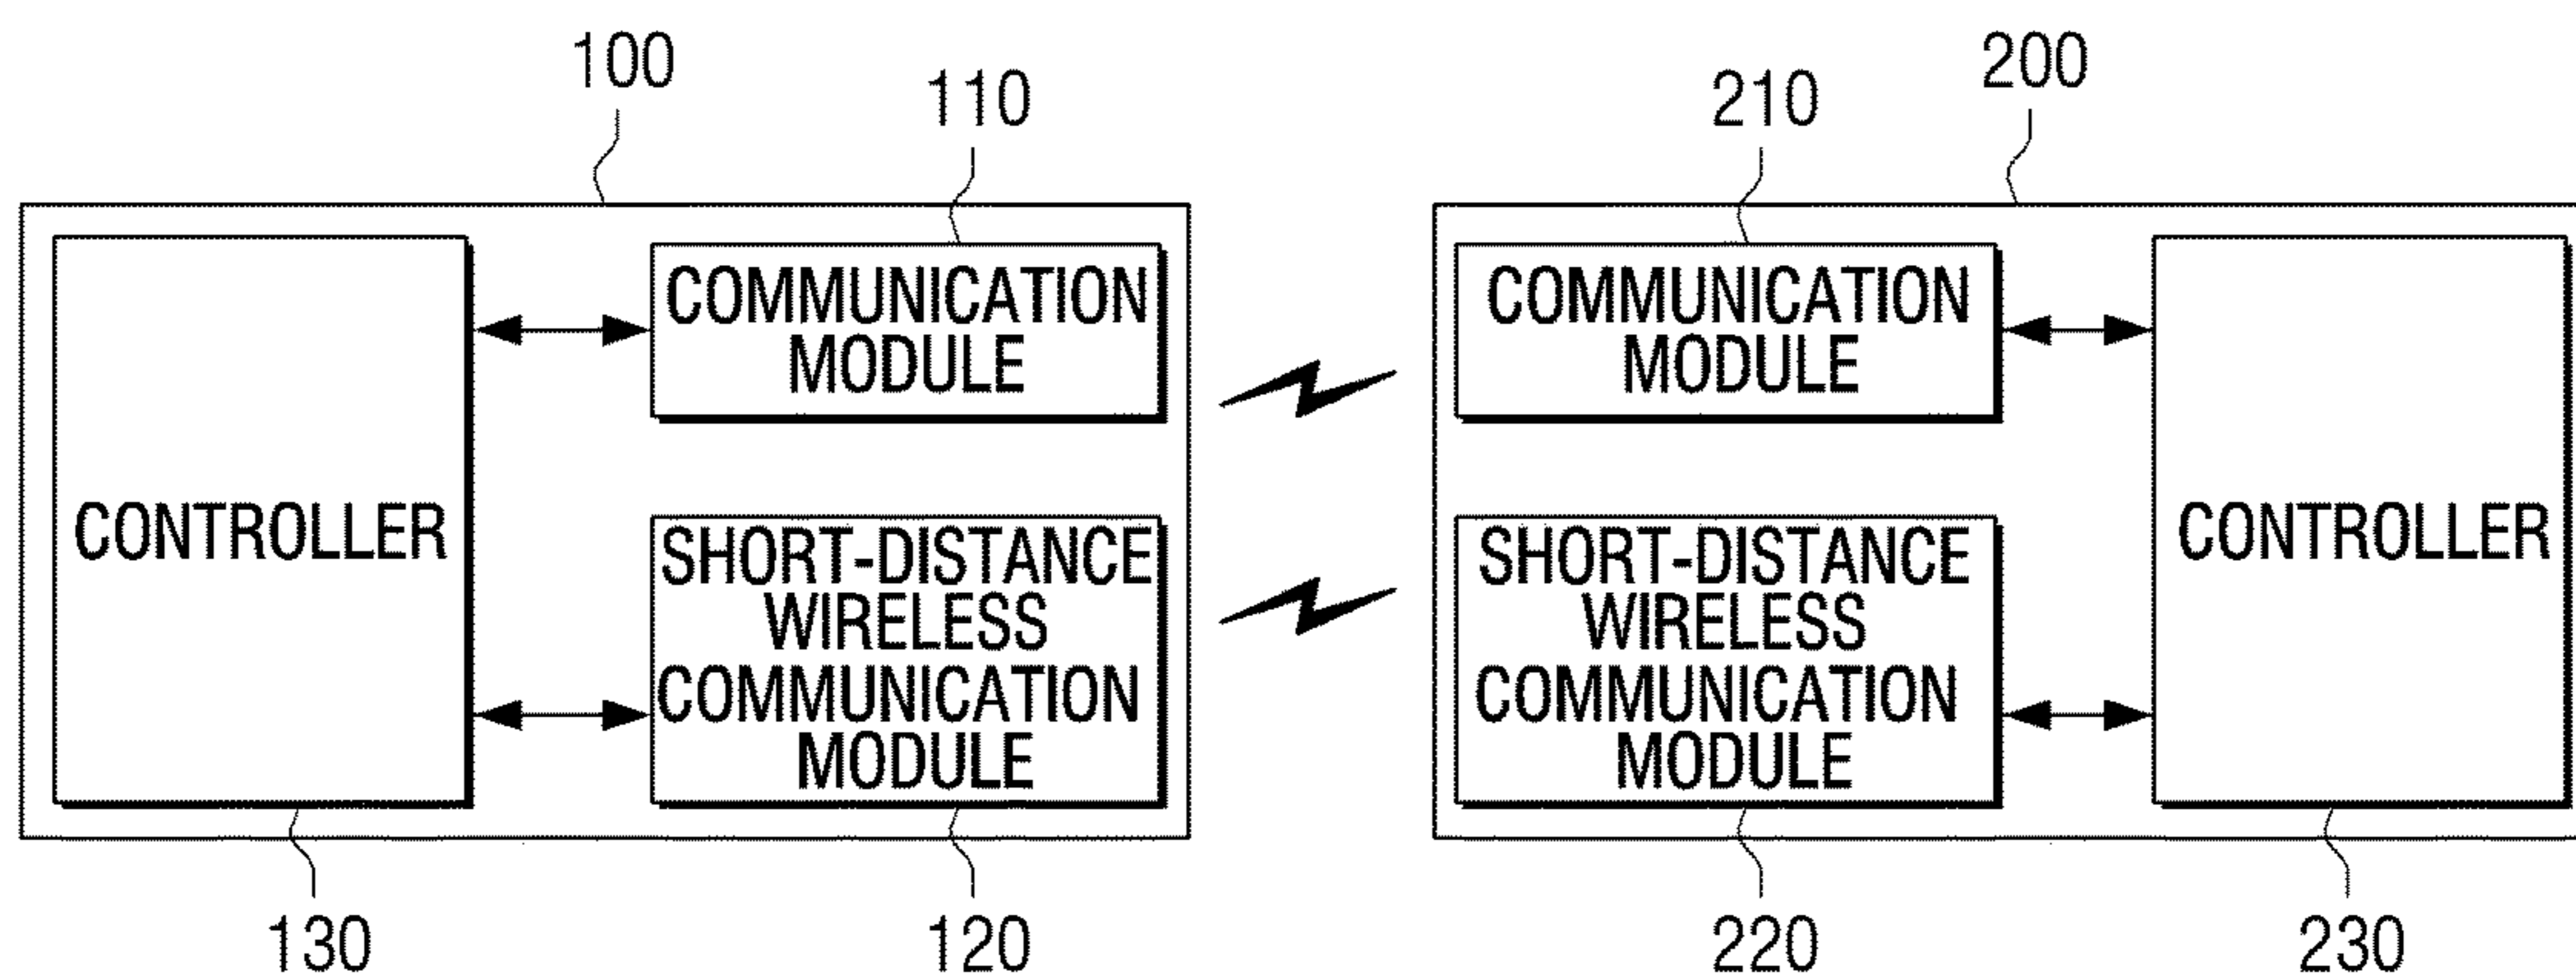 100
110
210
200
COMMUNICATION
MODULE
CONTROLLER
SHORT-DISTANCE
WIRELESS
COMMUNICATION
MODULE
COMMUNICATION
MODULE
SHORT-DISTANCE
WIRELESS
COMMUNICATION
MODULE
CONTROLLER
130
120
220
230